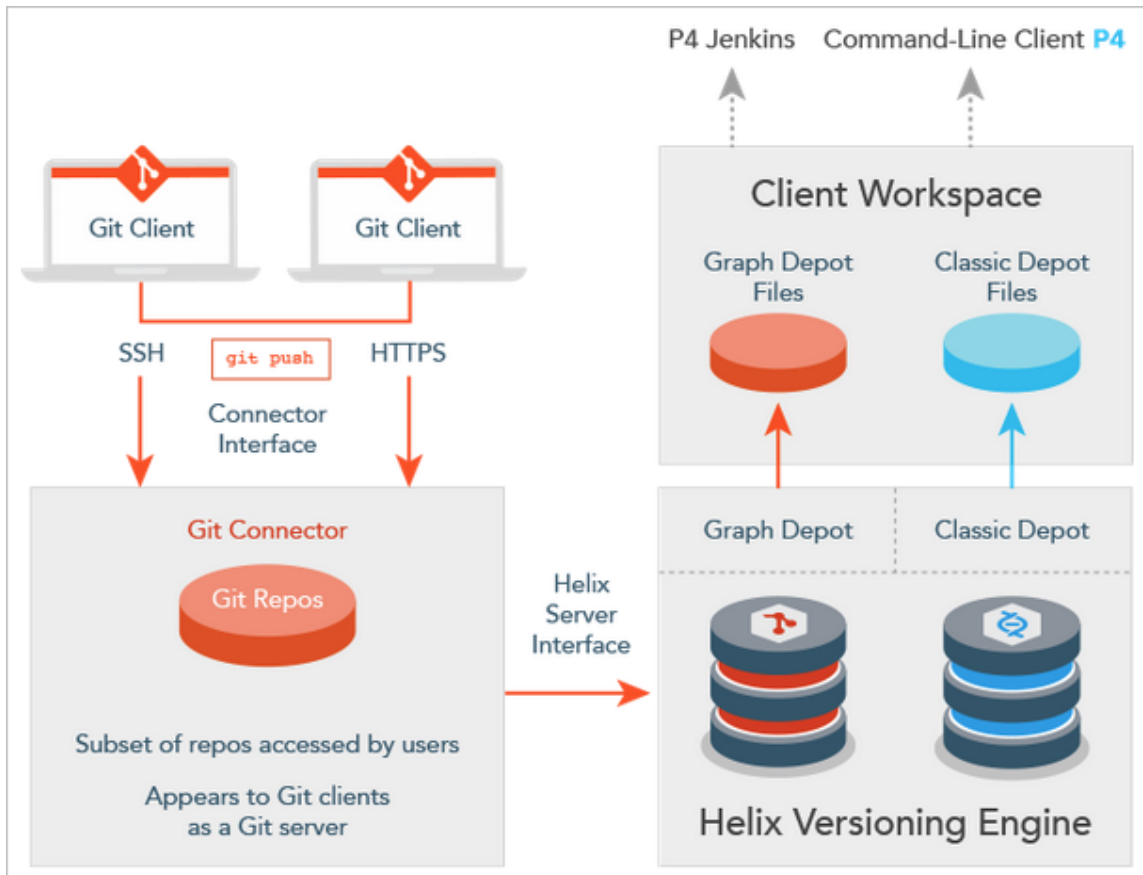 P4 Jenkins
Command-Line Client P4
Git Client
Git Client
SSH
git push
HTTPS
Connector
Interface
Git Connector
Git Repos
Subset of repos accessed by users
Appears to Git clients
as a Git server
Helix
Server
Interface
Client Workspace
Graph Depot
Files
Classic Depot
Files
Graph Depot
Classic Depot
Helix Versioning Engine